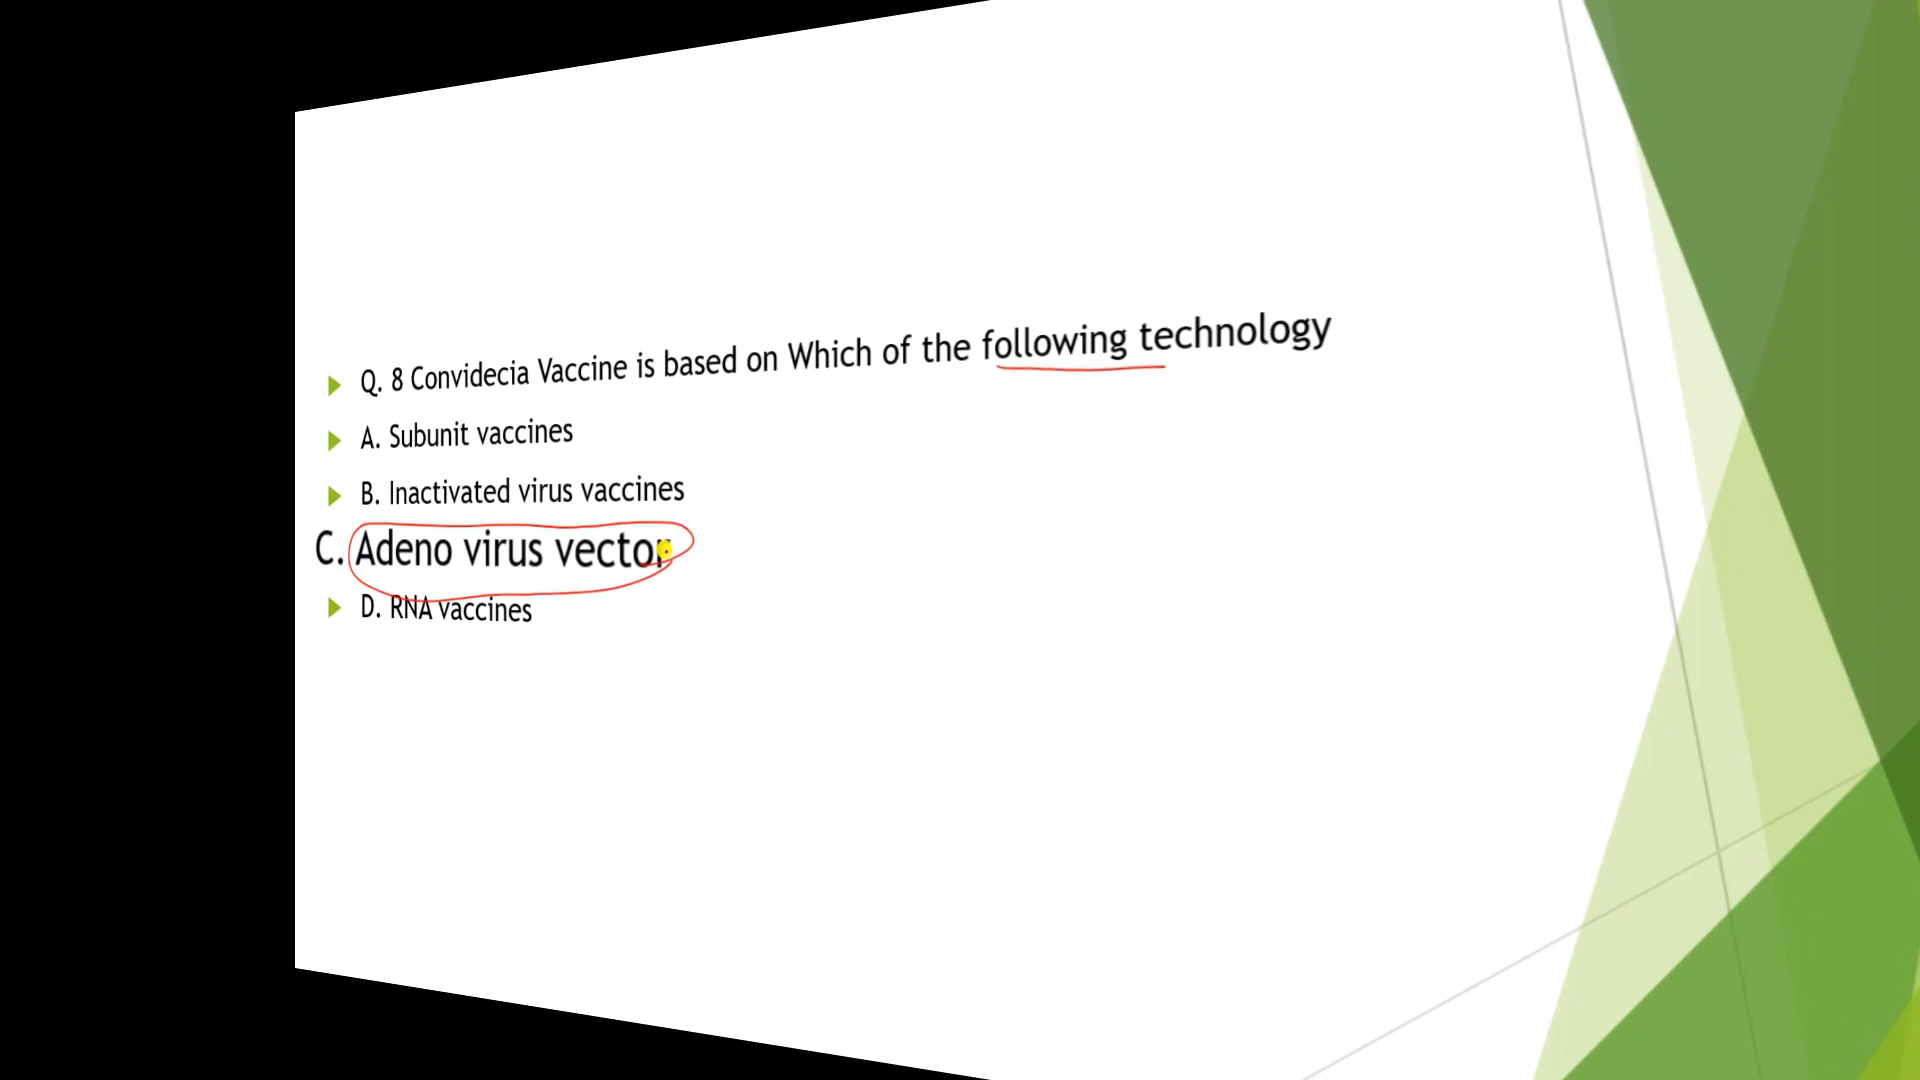 Q. 8 Convidecia Vaccine is based on Which of the following technology
A. Subunit vaccines
B. Inactivated virus vaccines
C. Adeno virus vector
D. RNA vaccines